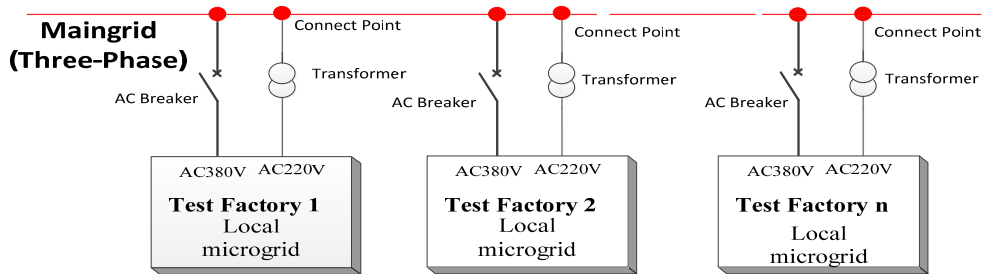 Maingrid
(Three-Phase)
Connect Point
Transformer
AC Breaker
AC380V AC220V
Test Factory 1
Local
microgrid
Connect Point
Transformer
AC Breaker
AC380V AC220V
Test Factory 2
Local
microgrid
Connect Point
Transformer
AC Breaker
AC380V AC220V
Test Factory n
Local
microgrid